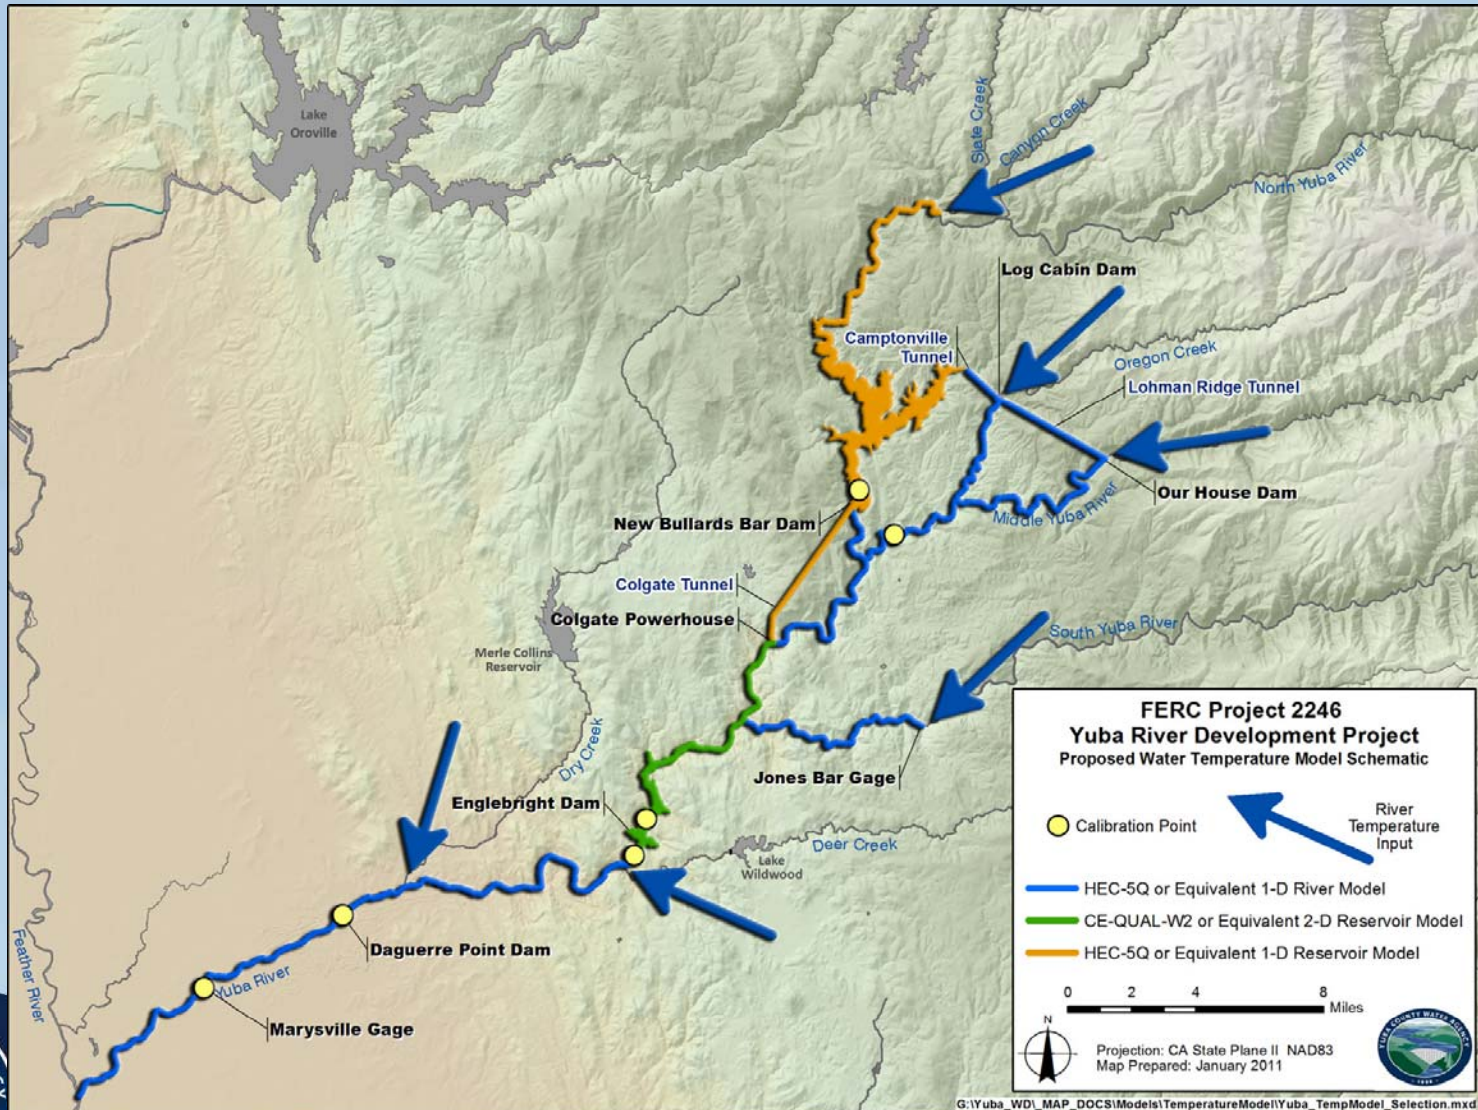 Lake
Oroville
Slate Creek
Canyon Creek
North Yuba River
Log Cabin Dam
Camptonville
Tunnel
Oregon Creek
Lohman Ridge Tunnel
Our House Dam
Middle Yuba River
New Bullards Bar Dam
Colgate Tunnel
Colgate Powerhouse
South Yuba River
Merle Collins
Reservoir
Dry Creek
Jones Bar Gage
Englebright Dam
Deer Creek
Lake
Wildwood
Daguerre Point Dam
Feather River
Yuba River
Marysville Gage
FERC Project 2246
Yuba River Development Project
Proposed Water Temperature Model Schematic
Calibration Point
River
Temperature
Input
HEC-5Q or Equivalent 1-D River Model
CE-QUAL-W2 or Equivalent 2-D Reservoir Model
HEC-5Q or Equivalent 1-D Reservoir Model
0 2 4 8
Miles
N
Projection: CA State Plane II NAD83
Map Prepared: January 2011
YUBA COUNTY WATER AGENCY
G:\Yuba_WD\_MAP_DOCS\Models\TemperatureModel\Yuba_TempModel_Selection.mxd